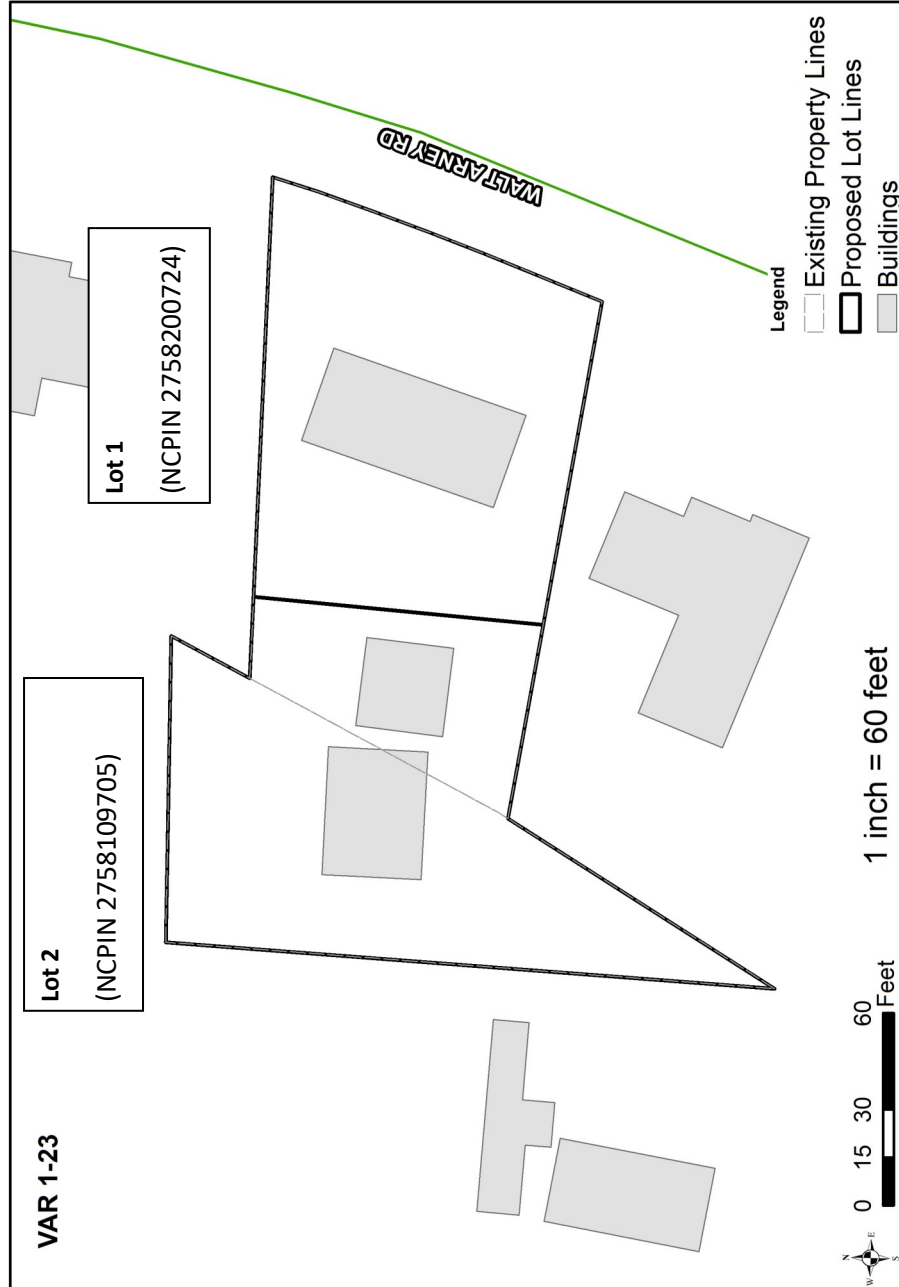 VAR 1-23
Lot 2
(NCPIN 2758109705)
Lot 1
(NCPIN 2758200724)
WALT ARNEY RD
Legend
Existing Property Lines
Proposed Lot Lines
Buildings
1 inch = 60 feet
0 15 30 60
Feet
N
W E
S